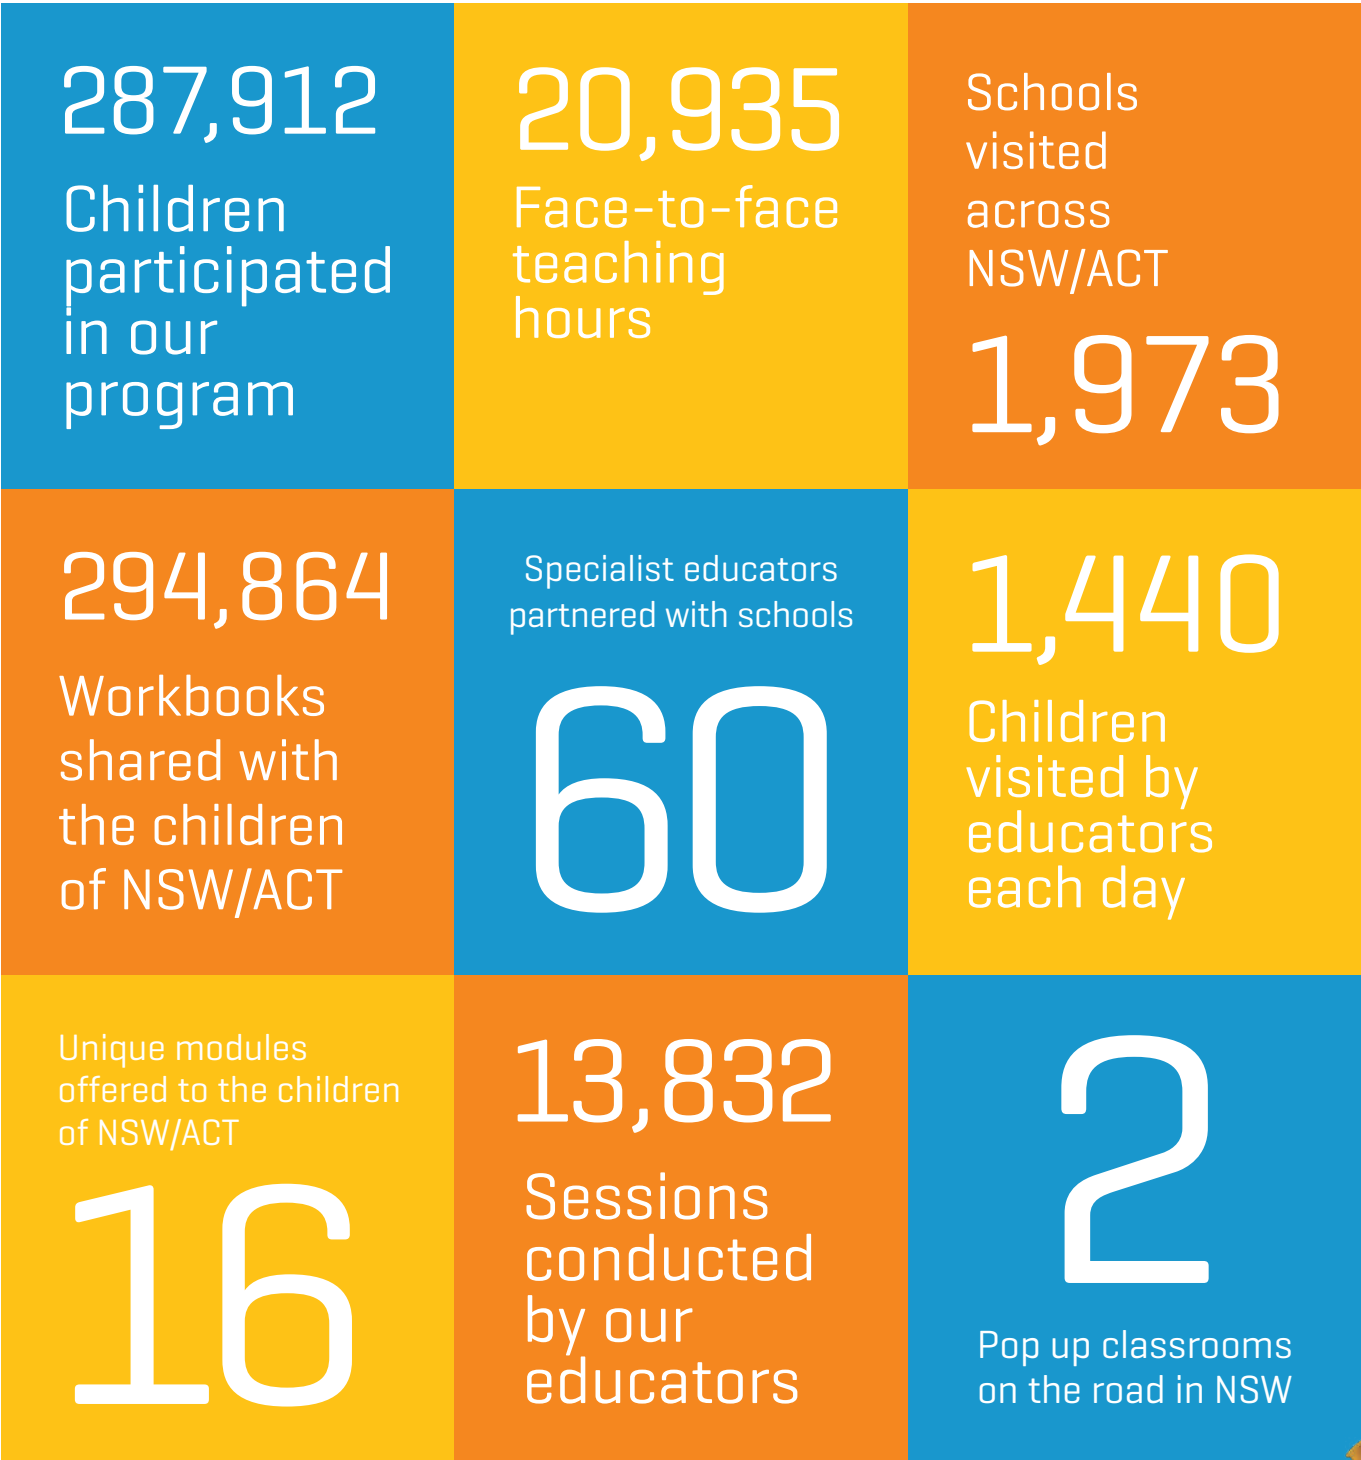 287,912
Children
participated
in our
program
20,935
Face-to-face
teaching
hours
Schools
visited
across
NSW/ACT
1,973
294,864
Workbooks
shared with
the children
of NSW/ACT
Specialist educators
partnered with schools
60
1,440
Children
visited by
educators
each day
Unique modules
offered to the children
of NSW/ACT
16
13,832
Sessions
conducted
by our
educators
2
Pop up classrooms
on the road in NSW